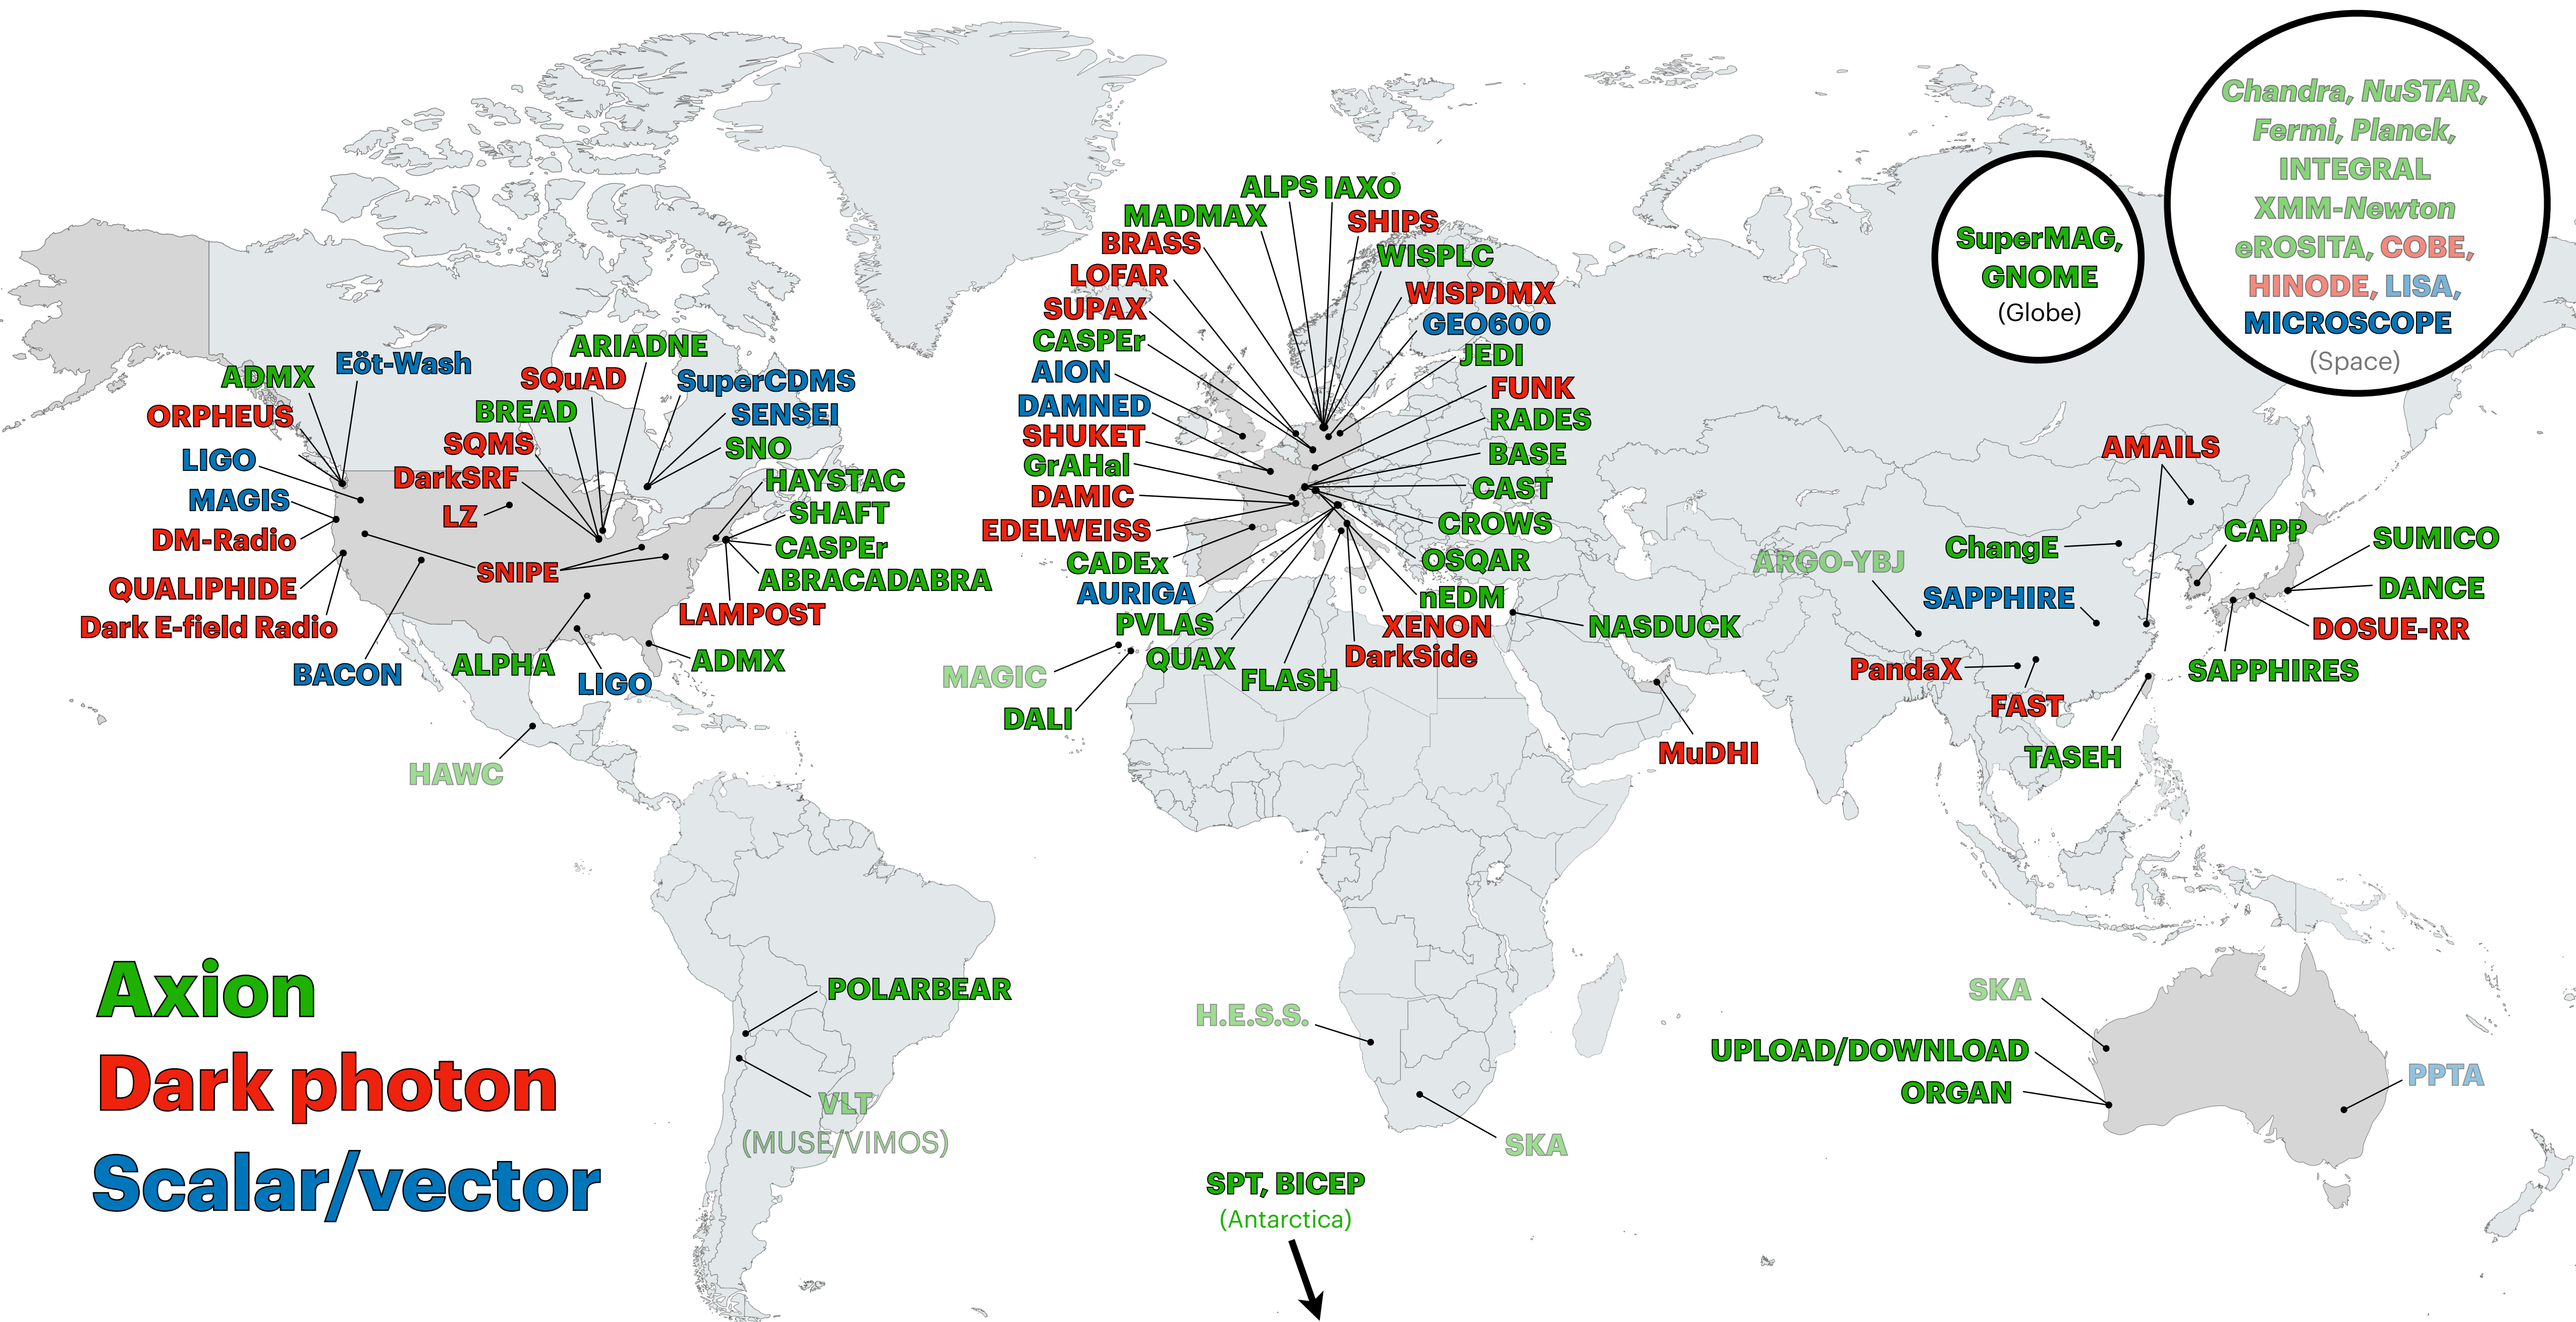 Chandra, NuSTAR,
Fermi, Planck,
INTEGRAL
XMM-Newton
eROSITA, COBE,
HINODE, LISA,
MICROSCOPE
(Space)
SuperMAG,
GNOME
(Globe)
ADMX
Eöt-Wash
ORPHEUS
LIGO
MAGIS
DM-Radio
QUALIPHIDE
Dark E-field Radio
BACON
ARIADNE
SQuAD
BREAD
SQMS
DarkSRF
LZ
SNIPE
SuperCDMS
SENSEI
SNO
HAYSTAC
SHAFT
CASPEr
ABRACADABRA
LAMPOST
ALPHA
LIGO
ADMX
HAWC
ALPS
IAXO
MADMAX
SHIPS
BRASS
WISPLC
LOFAR
WISPDMX
SUPAX
GEO600
CASPEr
JEDI
AION
FUNK
DAMNED
RADES
SHUKET
BASE
GrAHal
CAST
DAMIC
CROWS
EDELWEISS
OSQAR
CADEx
nEDM
AURIGA
XENON
PVLAS
DarkSide
QUAX
FLASH
NASDUCK
MAGIC
DALI
MuDHI
AMAILS
CAPP
SUMICO
ChangE
ARGO-YBJ
DANCE
SAPPHIRE
DOSUE-RR
PandaX
SAPPHIRES
FAST
TASEH
POLARBEAR
VLT
(MUSE/VIMOS)
H.E.S.S.
SKA
SKA
UPLOAD/DOWNLOAD
ORGAN
PPTA
SPT, BICEP
(Antarctica)
Axion
Dark photon
Scalar/vector